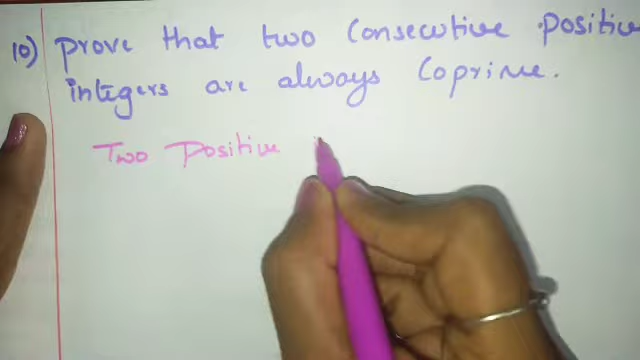 10) prove that two consecutive positive
integers are always coprime.
Two Positive